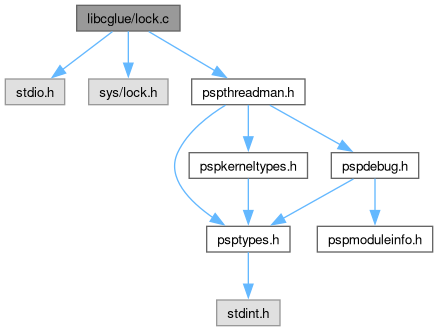 libcglue/lock.c
stdio.h
sys/lock.h
pspthreadman.h
pspkerneltypes.h
pspdebug.h
psptypes.h
pspmoduleinfo.h
stdint.h